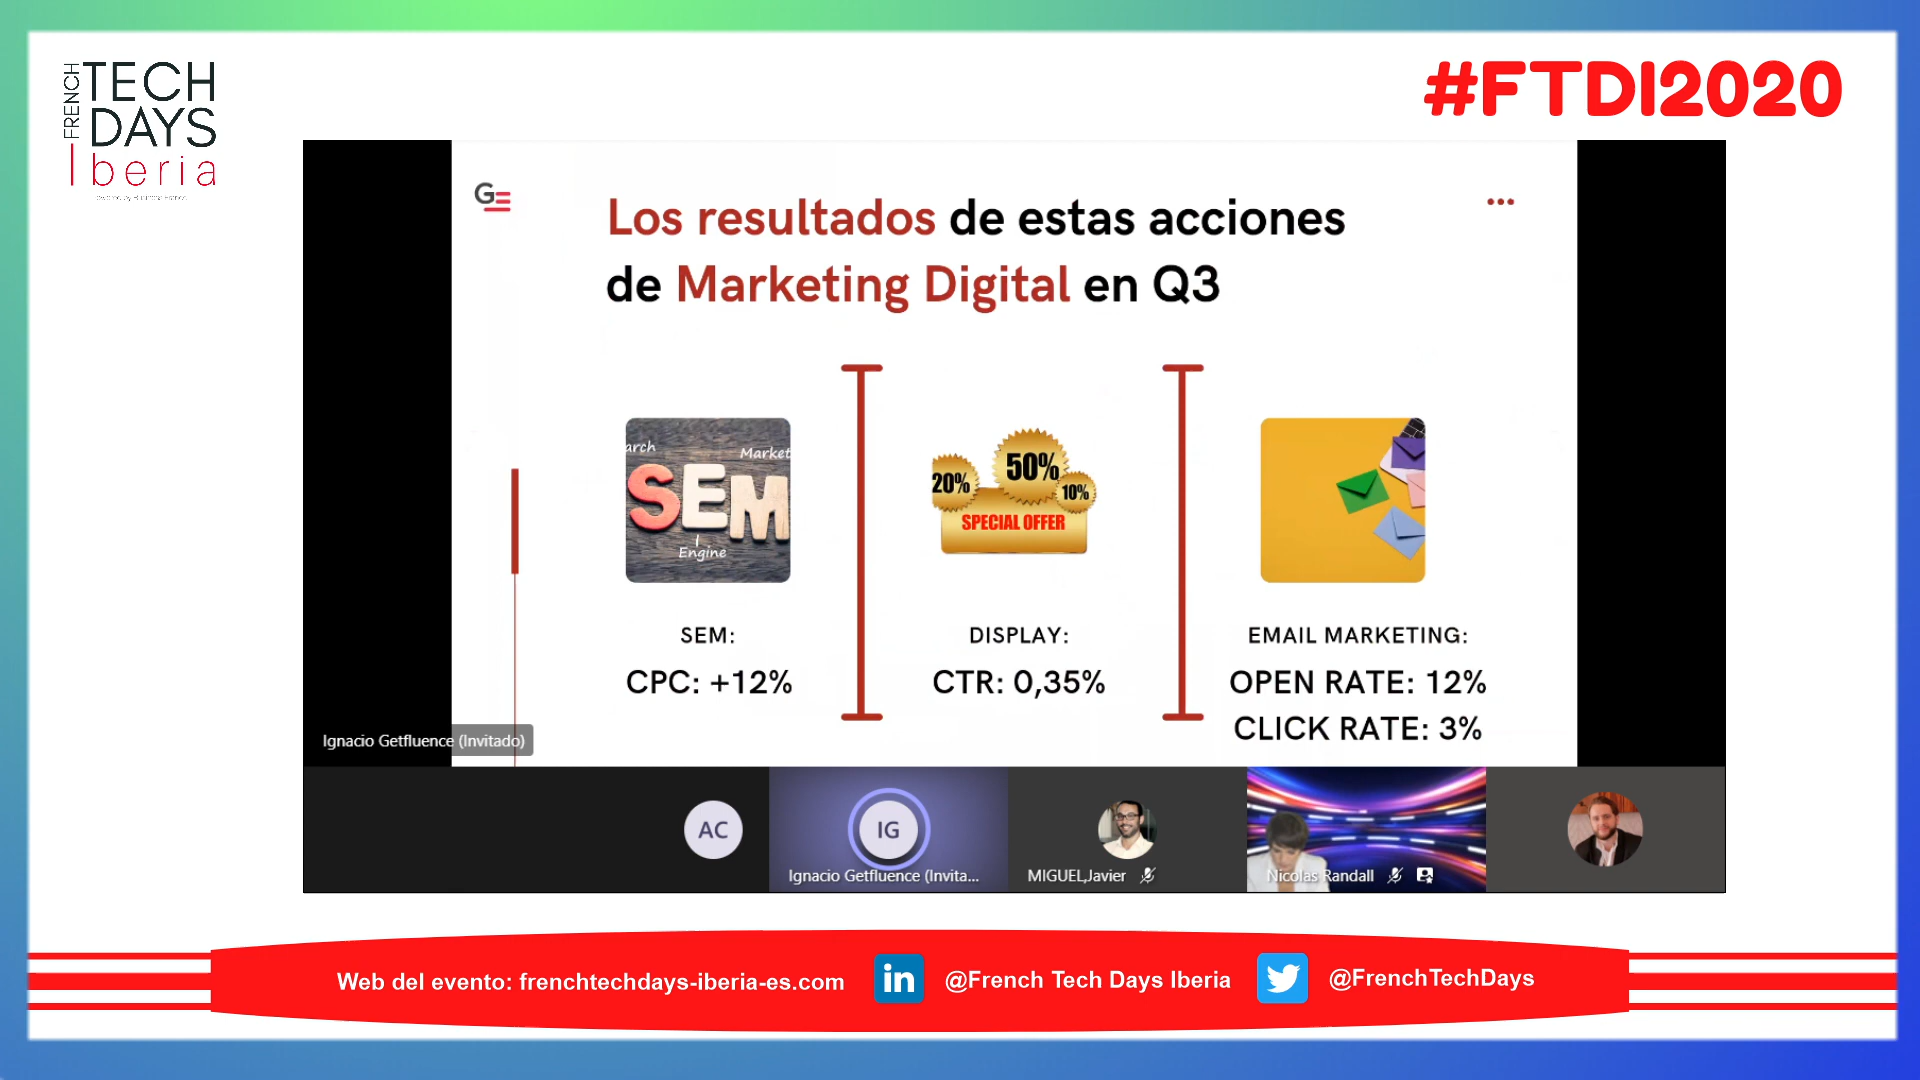 FRENCH
TECH
DAYS
Iberia
#FTDI2020
GE
Los resultados de estas acciones
de Marketing Digital en Q3
arch
Market
SEM
Engine
20%
50%
10%
SPECIAL OFFER
SEM:
CPC: +12%
DISPLAY:
CTR: 0,35%
EMAIL MARKETING:
OPEN RATE: 12%
CLICK RATE: 3%
Ignacio Getfluence (Invitado)
AC
IG
Ignacio Getfluence (Invita...
MIGUEL,Javier
Nicolas Randall
Web del evento: frenchtechdays-iberia-es.com
in
@French Tech Days Iberia
@FrenchTechDays